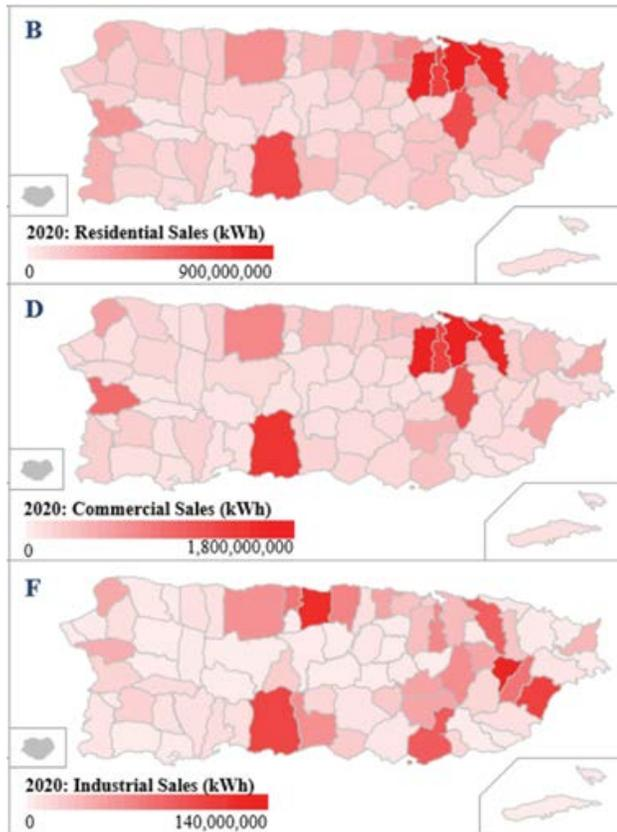 B
2020: Residential Sales (kWh)
0 900,000,000
D
2020: Commercial Sales (kWh)
0 1,800,000,000
F
2020: Industrial Sales (kWh)
0 140,000,000